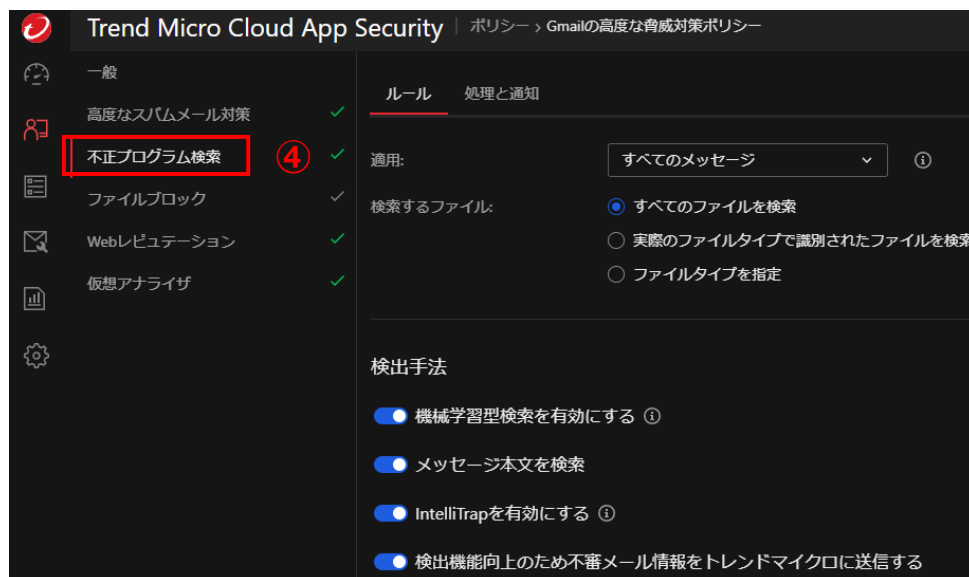 Trend Micro Cloud App Security | ポリシー > Gmailの高度な脅威対策ポリシー
一般
高度なスパムメール対策
不正プログラム検索 ④
ファイルブロック
Webレピュテーション
仮想アナライザ
ルール 処理と通知
適用: すべてのメッセージ
検索するファイル: すべてのファイルを検索
実際のファイルタイプで識別されたファイルを検索
ファイルタイプを指定
検出手法
機械学習型検索を有効にする
メッセージ本文を検索
IntelliTrapを有効にする
検出機能向上のため不審メール情報をトレンドマイクロに送信する